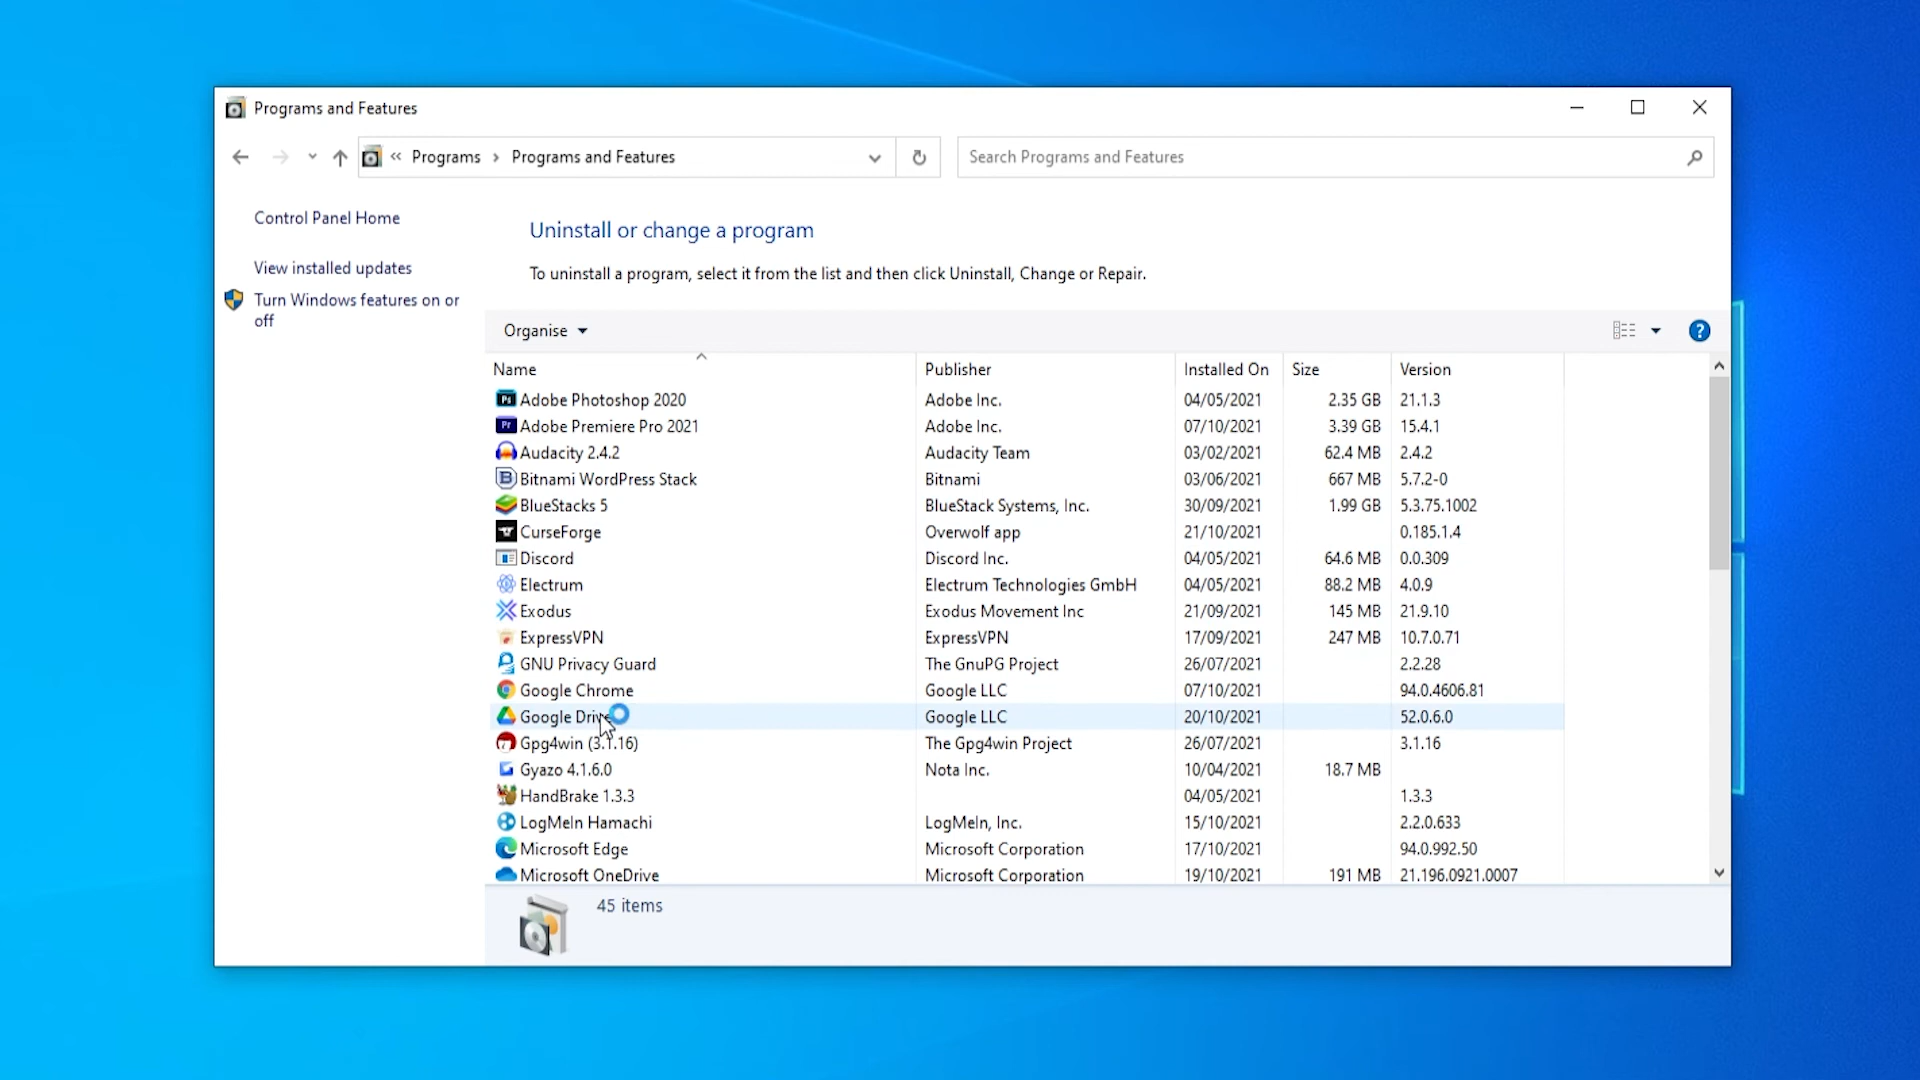 Programs and Features
« Programs › Programs and Features
Search Programs and Features
Control Panel Home
View installed updates
Turn Windows features on or
off
Uninstall or change a program
To uninstall a program, select it from the list and then click Uninstall, Change or Repair.
Organise
?
Name Publisher Installed On Size Version
Ps Adobe Photoshop 2020 Adobe Inc. 04/05/2021 2.35 GB 21.1.3
Pr Adobe Premiere Pro 2021 Adobe Inc. 07/10/2021 3.39 GB 15.4.1
Audacity 2.4.2 Audacity Team 03/02/2021 62.4 MB 2.4.2
B Bitnami WordPress Stack Bitnami 03/06/2021 667 MB 5.7.2-0
BlueStacks 5 BlueStack Systems, Inc. 30/09/2021 1.99 GB 5.3.75.1002
CurseForge Overwolf app 21/10/2021 0.185.1.4
Discord Discord Inc. 04/05/2021 64.6 MB 0.0.309
Electrum Electrum Technologies GmbH 04/05/2021 88.2 MB 4.0.9
Exodus Exodus Movement Inc 21/09/2021 145 MB 21.9.10
ExpressVPN ExpressVPN 17/09/2021 247 MB 10.7.0.71
GNU Privacy Guard The GnuPG Project 26/07/2021 2.2.28
Google Chrome Google LLC 07/10/2021 94.0.4606.81
Google Drive Google LLC 20/10/2021 52.0.6.0
Gpg4win (3.1.16) The Gpg4win Project 26/07/2021 3.1.16
Gyazo 4.1.6.0 Nota Inc. 10/04/2021 18.7 MB
HandBrake 1.3.3 04/05/2021 1.3.3
LogMeIn Hamachi LogMeIn, Inc. 15/10/2021 2.2.0.633
Microsoft Edge Microsoft Corporation 17/10/2021 94.0.992.50
Microsoft OneDrive Microsoft Corporation 19/10/2021 191 MB 21.196.0921.0007
45 items